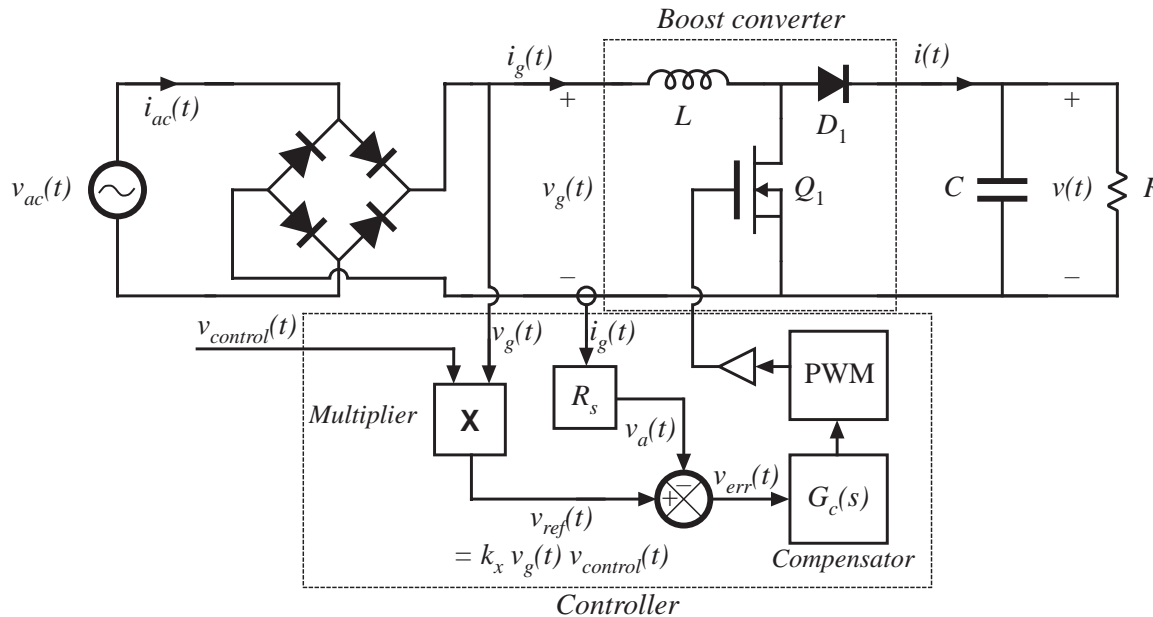 Boost converter
i_g(t)
i(t)
i_ac(t)
+
L
D_1
+
v_ac(t)
v_g(t)
Q_1
C
v(t)
–
–
v_control(t)
v_g(t)
i_g(t)
PWM
Multiplier
X
R_s
v_a(t)
–
+
v_err(t)
G_c(s)
v_ref(t)
= k_x v_g(t) v_control(t)
Compensator
Controller